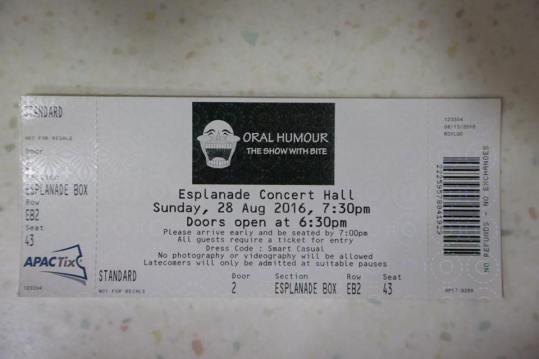 STANDARD
NOT FOR RESALE
Door
ESPLANADE BOX
Row
EB2
Seat
43
APACTix
123354
ORAL HUMOUR
THE SHOW WITH BITE
Esplanade Concert Hall
Sunday, 28 Aug 2016, 7:30pm
Doors open at 6:30pm
Please arrive early and be seated by 7:00pm
All guests require a ticket for entry
Dress Code : Smart Casual
No photography or videography will be allowed
Latecomers will only be admitted at suitable pauses
STANDARD
NOT FOR RESALE
Door Section Row Seat
2 ESPLANADE BOX EB2 43
123354
NO REFUNDS - NO EXCHANGES